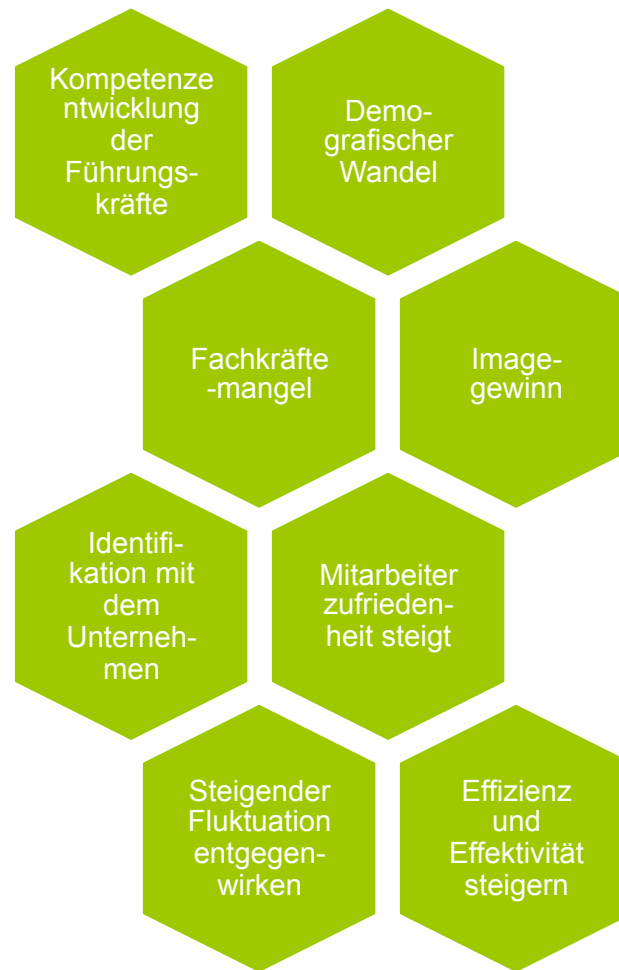 Kompetenze
ntwicklung
der
Führungs-
kräfte
Demo-
grafischer
Wandel
Fachkräfte
-mangel
Image-
gewinn
Identifi-
kation mit
dem
Unterneh-
men
Mitarbeiter
zufrieden-
heit steigt
Steigender
Fluktuation
entgegen-
wirken
Effizienz
und
Effektivität
steigern